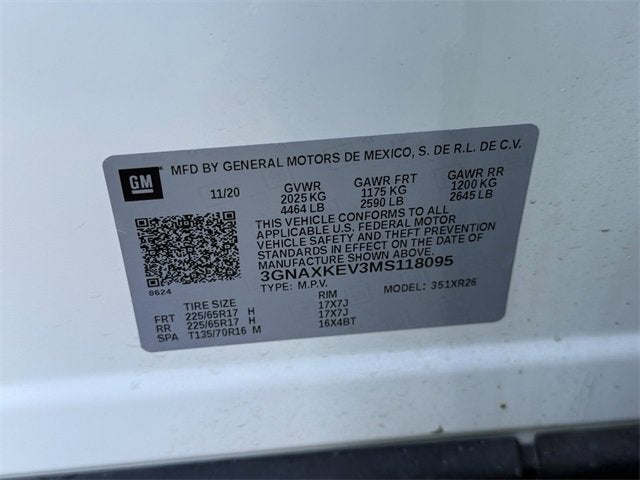 MFD BY GENERAL MOTORS DE MEXICO, S. DE R.L. DE C.V.
GM
11/20 GVWR GAWR FRT GAWR RR
2025 KG 1175 KG 1200 KG
4464 LB 2590 LB 2645 LB
THIS VEHICLE CONFORMS TO ALL
APPLICABLE U.S. FEDERAL MOTOR
VEHICLE SAFETY AND THEFT PREVENTION
STANDARDS IN EFFECT ON THE DATE OF
MANUFACTURE SHOWN ABOVE.
3GNAXKEV3MS118095
8624
TYPE: M.P.V. MODEL: 351XR26
TIRE SIZE RIM
FRT 225/65R17 H 17X7J
RR 225/65R17 H 17X7J
SPA T135/70R16 M 16X4BT